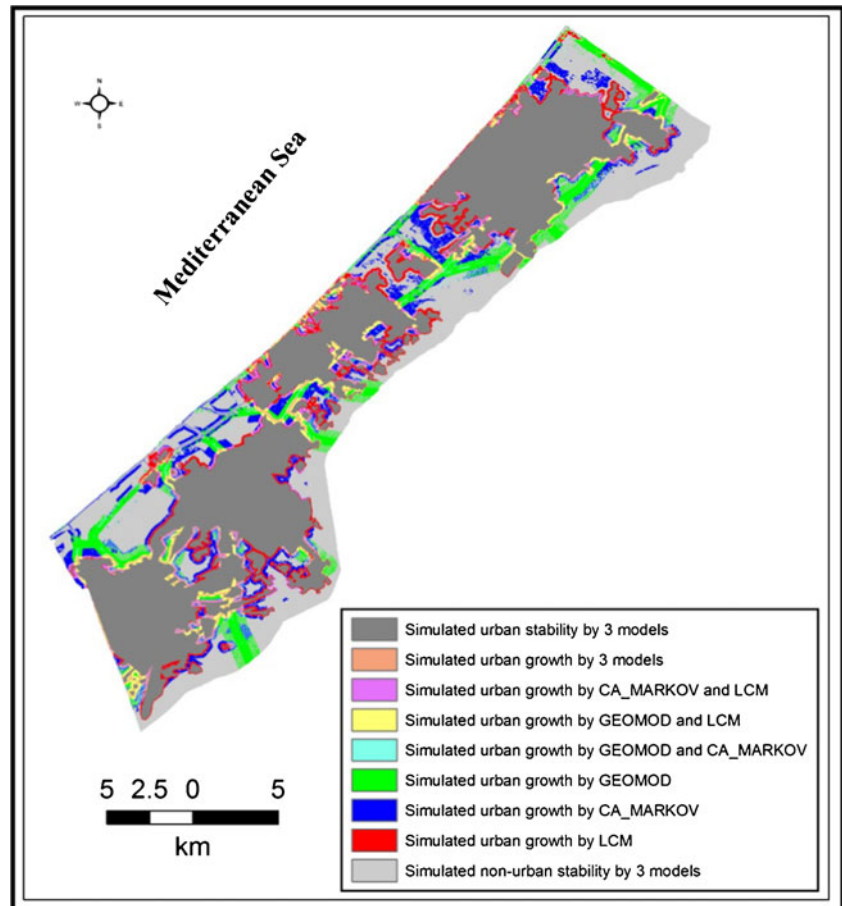 N
W E
S
Mediterranean Sea
Simulated urban stability by 3 models
Simulated urban growth by 3 models
Simulated urban growth by CA_MARKOV and LCM
Simulated urban growth by GEOMOD and LCM
Simulated urban growth by GEOMOD and CA_MARKOV
Simulated urban growth by GEOMOD
Simulated urban growth by CA_MARKOV
Simulated urban growth by LCM
Simulated non-urban stability by 3 models
5 2.5 0 5
km